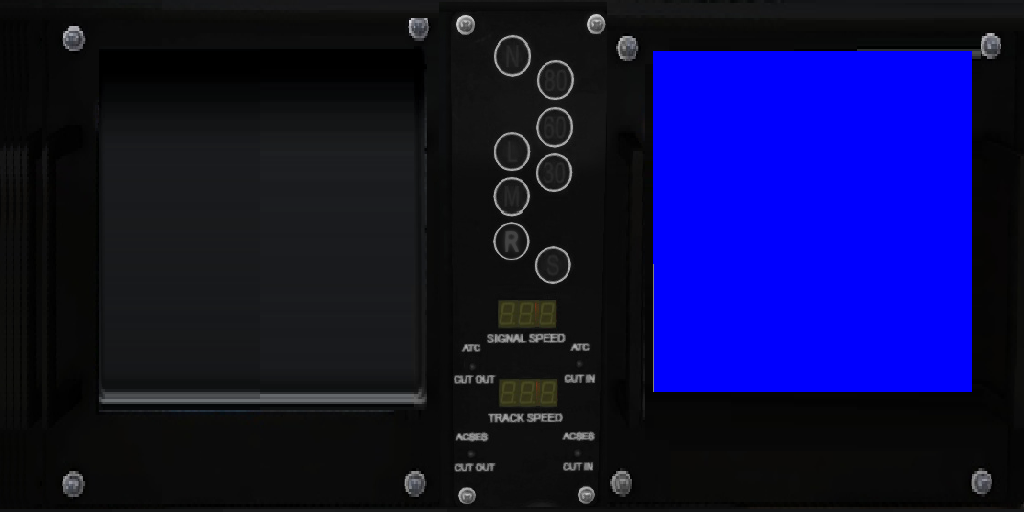 N
80
60
L
30
M
R
S
888
SIGNAL SPEED
ATC ATC
CUT OUT CUT IN
888
TRACK SPEED
ACSES ACSES
CUT OUT CUT IN